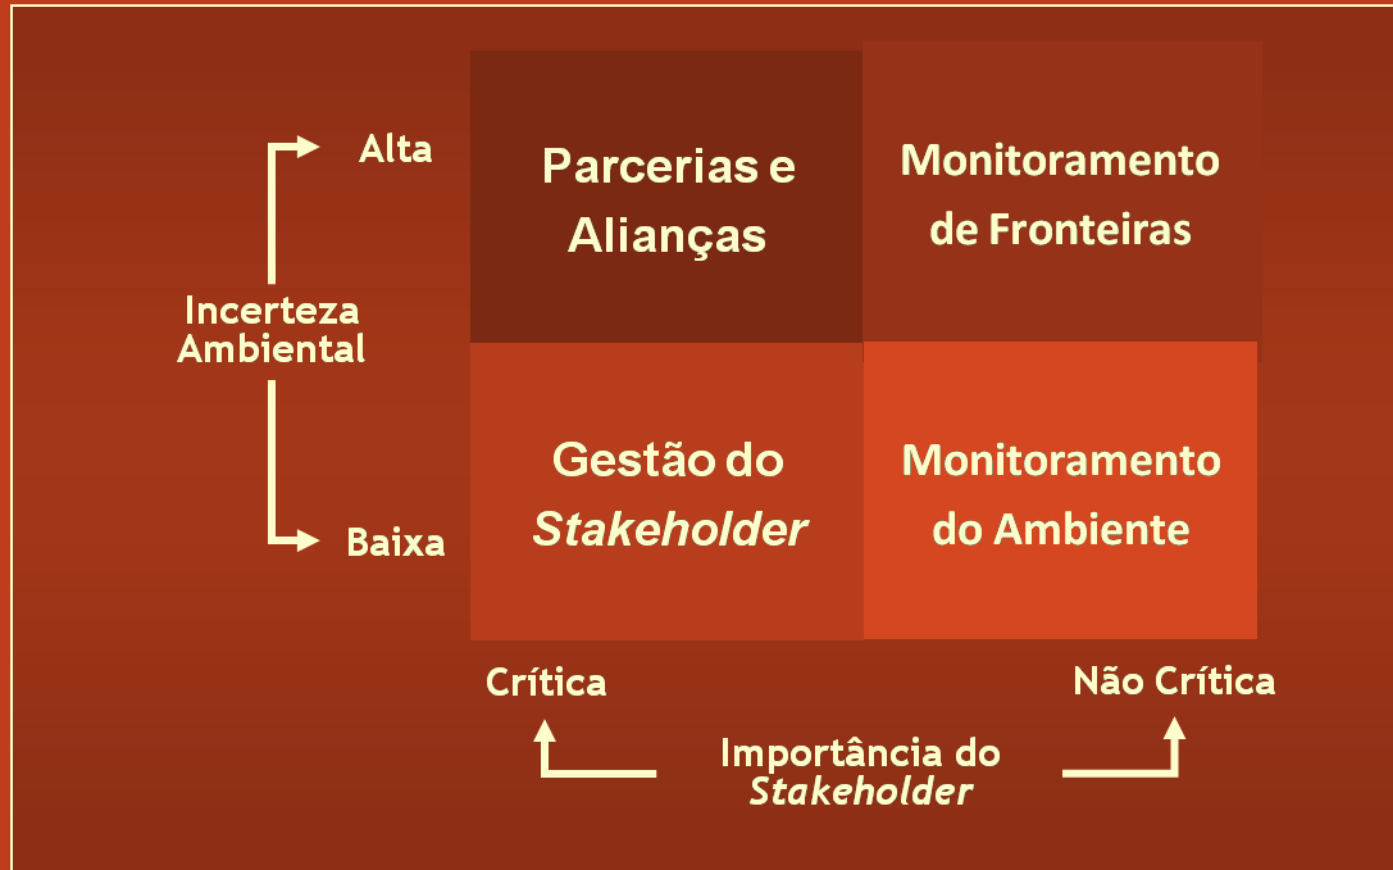 Alta
Parcerias e
Alianças
Monitoramento
de Fronteiras
Incerteza
Ambiental
Baixa
Gestão do
Stakeholder
Monitoramento
do Ambiente
Crítica
Não Crítica
Importância do
Stakeholder